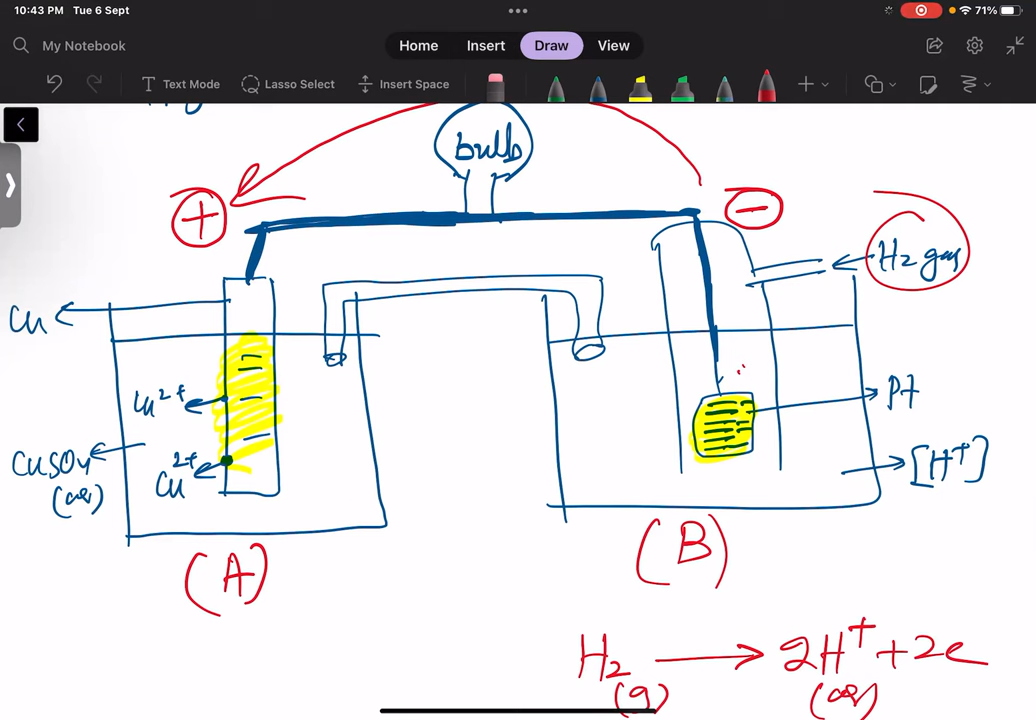 10:43 PM Tue 6 Sept
71%
My Notebook
Home Insert Draw View
Text Mode Lasso Select Insert Space
bulb
+
−
H2 gas
Cu
Cu2+
Pt
CuSO4
(aq)
Cu2+
[H+]
(A)
(B)
H2 → 2H+ + 2e
(g) (aq)